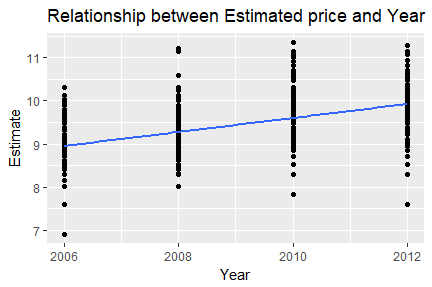 Relationship between Estimated price and Year
11
10
9
8
7
Estimate
2006 2008 2010 2012
Year